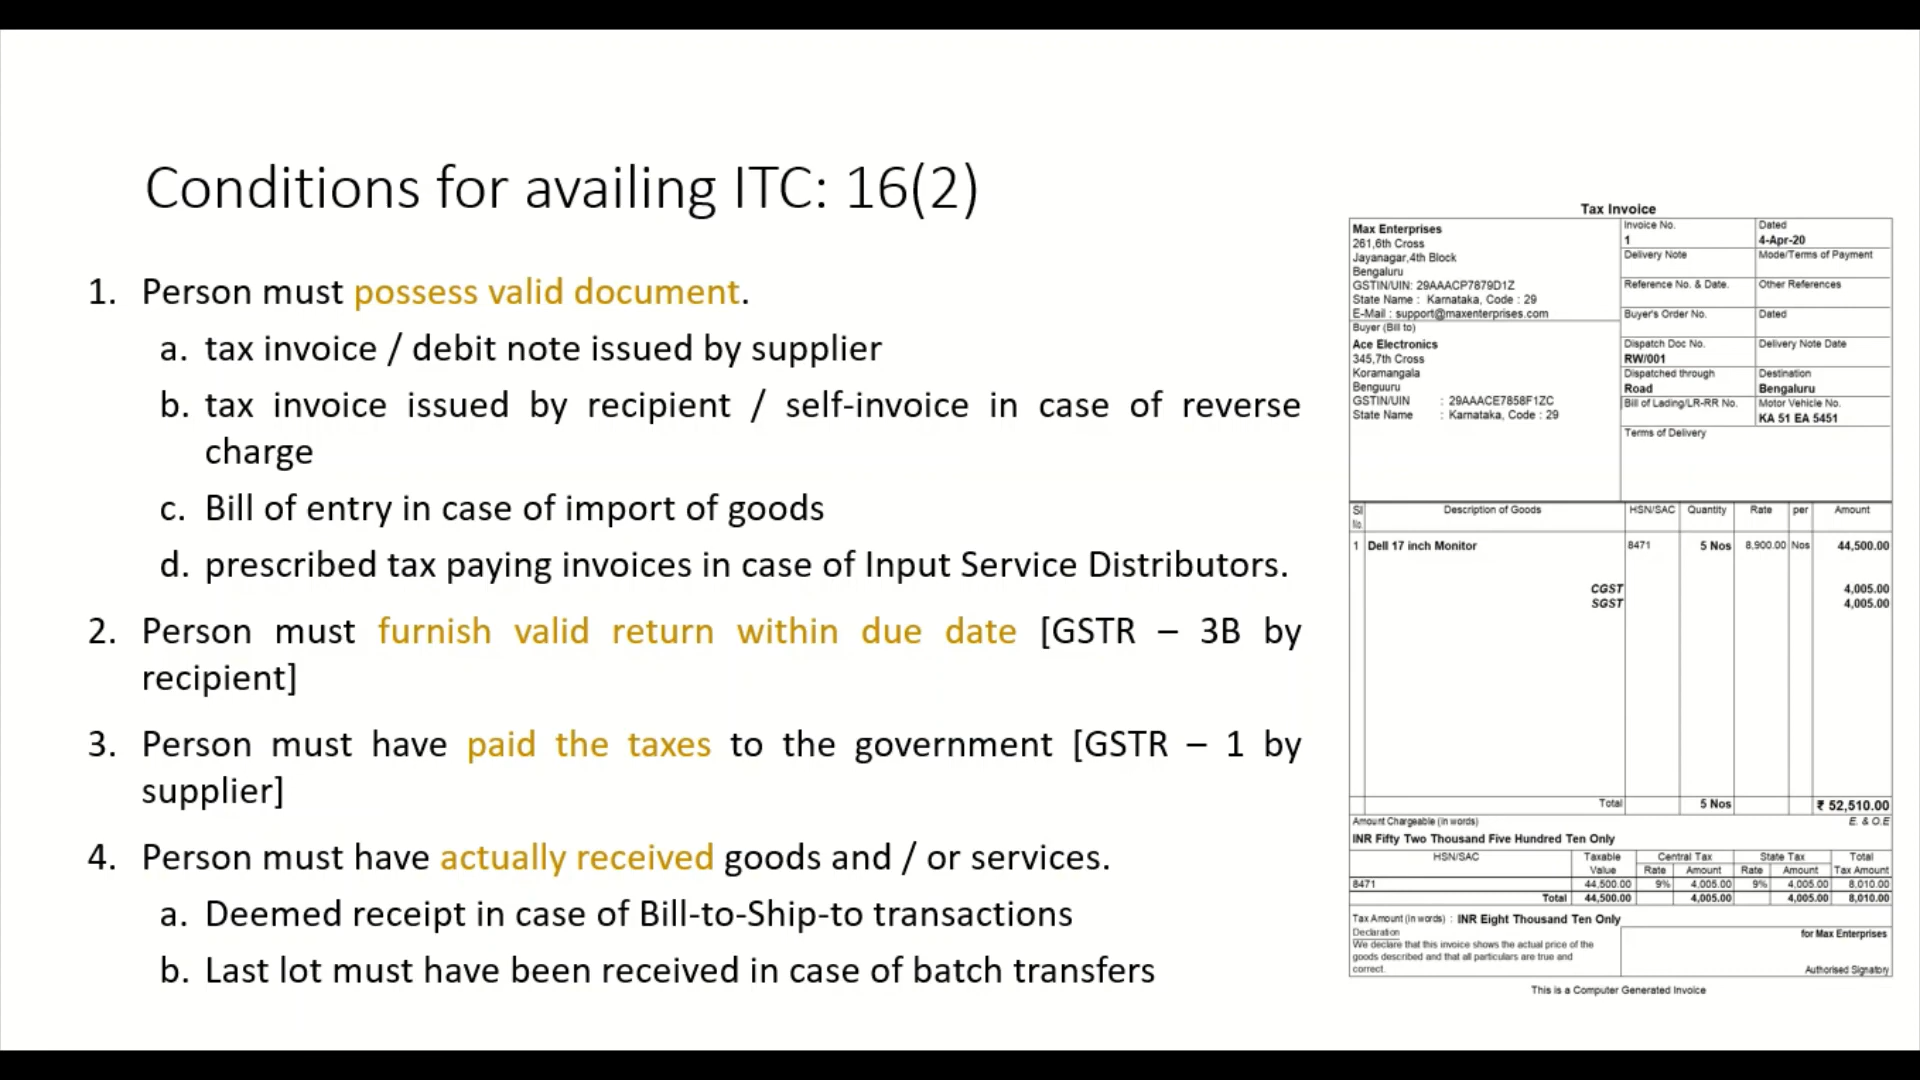 Conditions for availing ITC: 16(2)
1. Person must possess valid document.
a. tax invoice / debit note issued by supplier
b. tax invoice issued by recipient / self-invoice in case of reverse
charge
c. Bill of entry in case of import of goods
d. prescribed tax paying invoices in case of Input Service Distributors.
2. Person must furnish valid return within due date [GSTR – 3B by
recipient]
3. Person must have paid the taxes to the government [GSTR – 1 by
supplier]
4. Person must have actually received goods and / or services.
a. Deemed receipt in case of Bill-to-Ship-to transactions
b. Last lot must have been received in case of batch transfers
Tax Invoice
Max Enterprises
261,6th Cross
Jayanagar,4th Block
Bengaluru
GSTIN/UIN: 29AAACP7879D1Z
State Name : Karnataka, Code : 29
E-Mail : support@maxenterprises.com
Buyer (Bill to)
Ace Electronics
345,7th Cross
Koramangala
Benguuru
GSTIN/UIN : 29AAACE7858F1ZC
State Name : Karnataka, Code : 29
Invoice No. Dated
1 4-Apr-20
Delivery Note Mode/Terms of Payment
Reference No. & Date. Other References
Buyer's Order No. Dated
Dispatch Doc No. Delivery Note Date
RW/001
Dispatched through Destination
Road Bengaluru
Bill of Lading/LR-RR No. Motor Vehicle No.
KA 51 EA 5451
Terms of Delivery
Sl Description of Goods HSN/SAC Quantity Rate per Amount
No.
1 Dell 17 inch Monitor 8471 5 Nos 8,900.00 Nos 44,500.00
CGST 4,005.00
SGST 4,005.00
Total 5 Nos ₹ 52,510.00
Amount Chargeable (in words) E. & O.E
INR Fifty Two Thousand Five Hundred Ten Only
HSN/SAC Taxable Central Tax State Tax Total
Value Rate Amount Rate Amount Tax Amount
8471 44,500.00 9% 4,005.00 9% 4,005.00 8,010.00
Total 44,500.00 4,005.00 4,005.00 8,010.00
Tax Amount (in words) : INR Eight Thousand Ten Only
Declaration
We declare that this invoice shows the actual price of the
goods described and that all particulars are true and
correct.
for Max Enterprises
Authorised Signatory
This is a Computer Generated Invoice